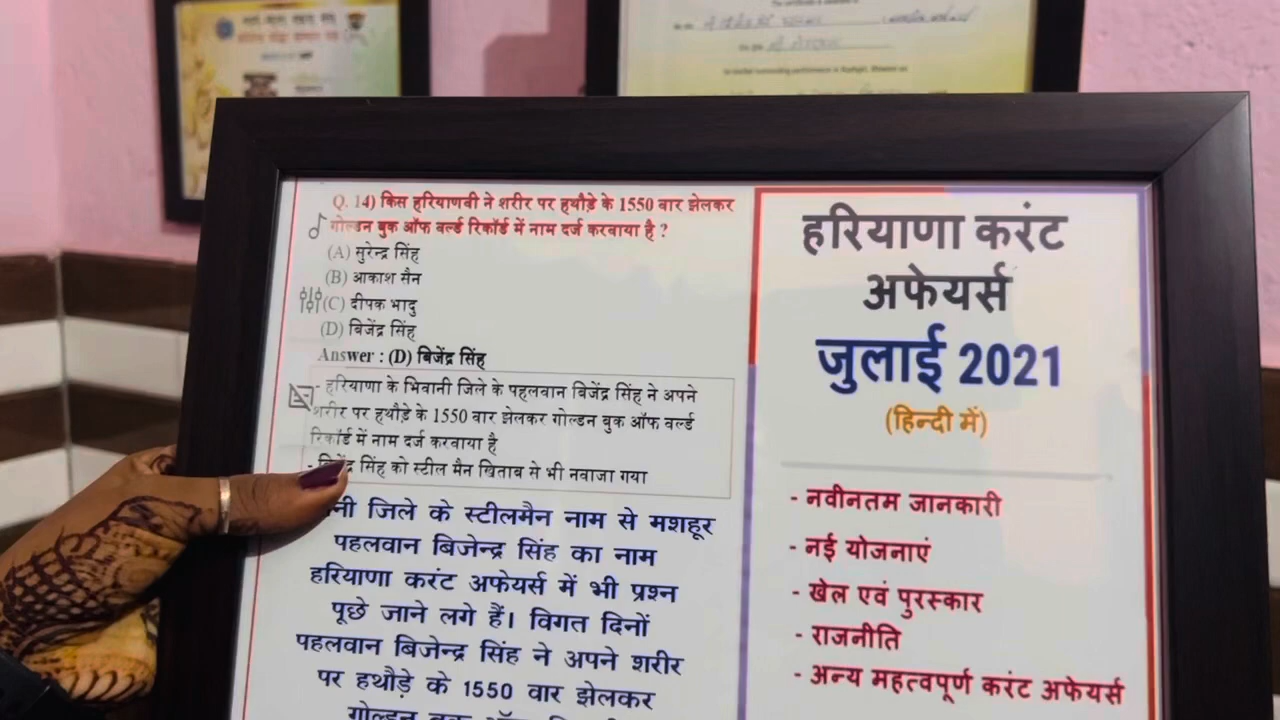 Q. 14) किस हरियाणवी ने शरीर पर हथौड़े के 1550 वार झेलकर
गोल्डन बुक ऑफ वर्ल्ड रिकॉर्ड में नाम दर्ज करवाया है ?
(A) सुरेन्द्र सिंह
(B) आकाश सैन
(C) दीपक भादु
(D) बिजेंद्र सिंह
Answer : (D) बिजेंद्र सिंह
- हरियाणा के भिवानी जिले के पहलवान बिजेंद्र सिंह ने अपने
शरीर पर हथौड़े के 1550 वार झेलकर गोल्डन बुक ऑफ वर्ल्ड
रिकॉर्ड में नाम दर्ज करवाया है
- बिजेंद्र सिंह को स्टील मैन खिताब से भी नवाजा गया
जिले के स्टीलमैन नाम से मशहूर
पहलवान बिजेन्द्र सिंह का नाम
हरियाणा करंट अफेयर्स में भी प्रश्न
पूछे जाने लगे हैं। विगत दिनों
पहलवान बिजेन्द्र सिंह ने अपने शरीर
पर हथौड़े के 1550 वार झेलकर
गोल्डन बुक ऑफ
हरियाणा करंट
अफेयर्स
जुलाई 2021
(हिन्दी में)
- नवीनतम जानकारी
- नई योजनाएं
- खेल एवं पुरस्कार
- राजनीति
- अन्य महत्वपूर्ण करंट अफेयर्स